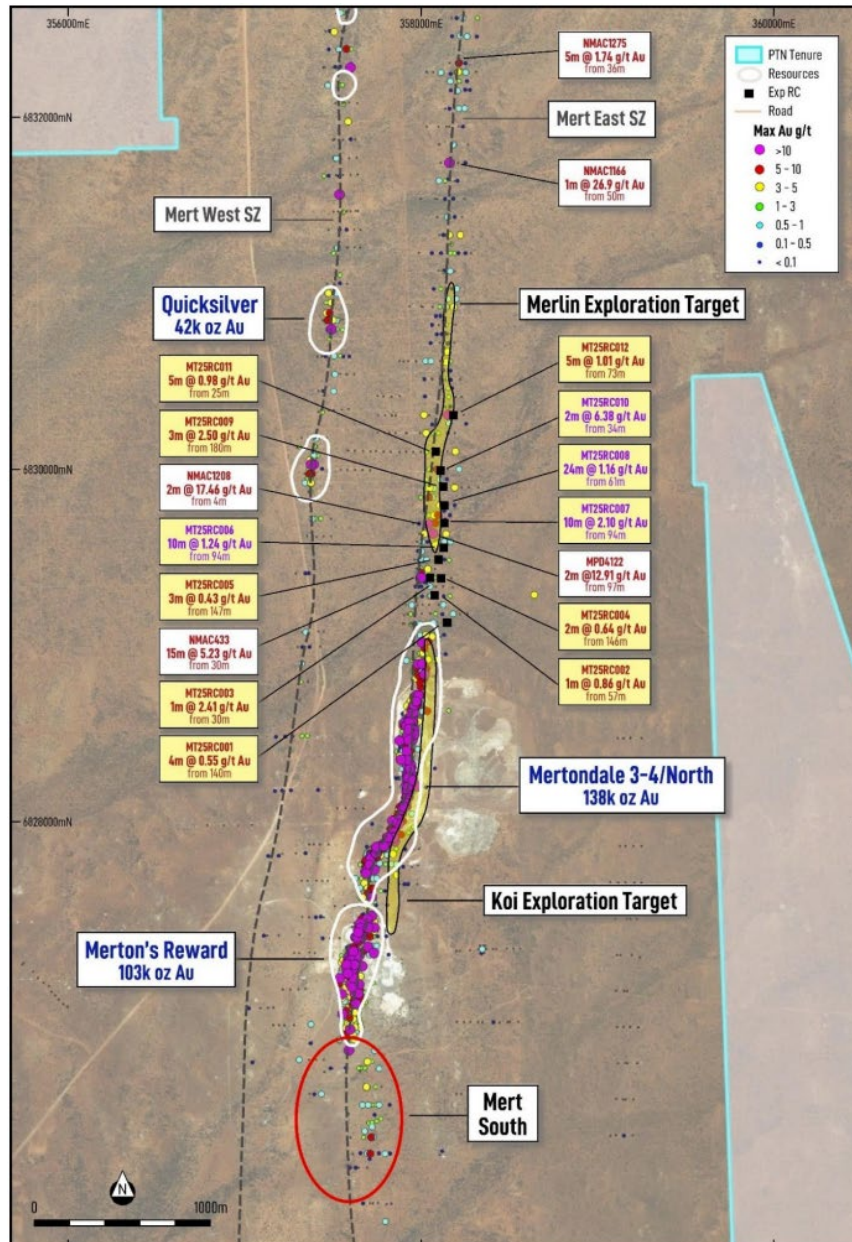 356000mE
358000mE
360000mE
6832000mN
6830000mN
6828000mN
NMAC1275
5m @ 1.74 g/t Au
from 36m
Mert East SZ
NMAC1166
1m @ 26.9 g/t Au
from 50m
PTN Tenure
Resources
Exp RC
Road
Max Au g/t
>10
5 - 10
3 - 5
1 - 3
0.5 - 1
0.1 - 0.5
< 0.1
Mert West SZ
Quicksilver
42k oz Au
Merlin Exploration Target
MT25RC011
5m @ 0.98 g/t Au
from 25m
MT25RC009
3m @ 2.50 g/t Au
from 180m
NMAC1208
2m @ 17.46 g/t Au
from 4m
MT25RC006
10m @ 1.24 g/t Au
from 94m
MT25RC005
3m @ 0.43 g/t Au
from 147m
NMAC433
15m @ 5.23 g/t Au
from 30m
MT25RC003
1m @ 2.41 g/t Au
from 30m
MT25RC001
4m @ 0.55 g/t Au
from 140m
MT25RC012
5m @ 1.01 g/t Au
from 73m
MT25RC010
2m @ 6.38 g/t Au
from 34m
MT25RC008
24m @ 1.16 g/t Au
from 61m
MT25RC007
10m @ 2.10 g/t Au
from 94m
MPD4122
2m @12.91 g/t Au
from 97m
MT25RC004
2m @ 0.64 g/t Au
from 146m
MT25RC002
1m @ 0.86 g/t Au
from 57m
Mertondale 3-4/North
138k oz Au
Koi Exploration Target
Merton's Reward
103k oz Au
Mert
South
N
0
1000m